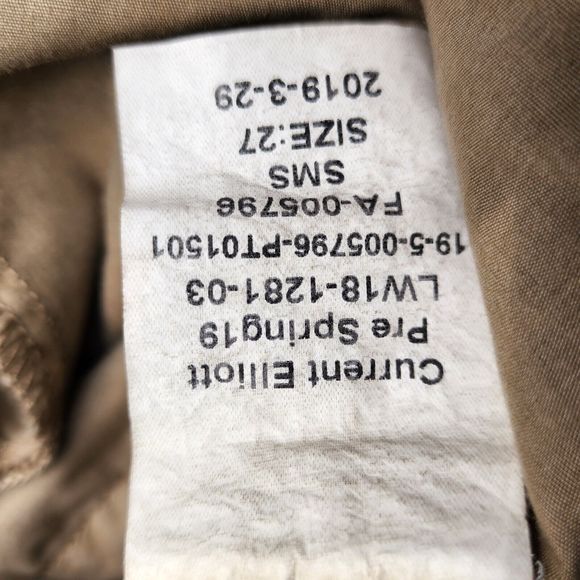 Current Elliott
Pre Spring19
LW18-1281-03
19-5-005796-PT01501
FA-005796
SMS
SIZE:27
2019-3-29